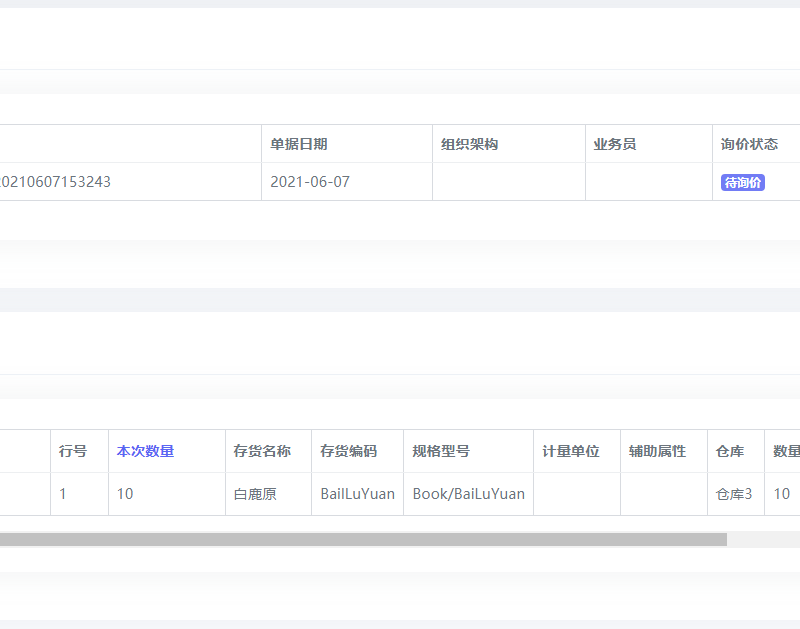 单据日期 组织架构 业务员 询价状态
20210607153243 2021-06-07 待询价
行号 本次数量 存货名称 存货编码 规格型号 计量单位 辅助属性 仓库 数量
1 10 白鹿原 BailLuYuan Book/BaiLuYuan 仓库3 10